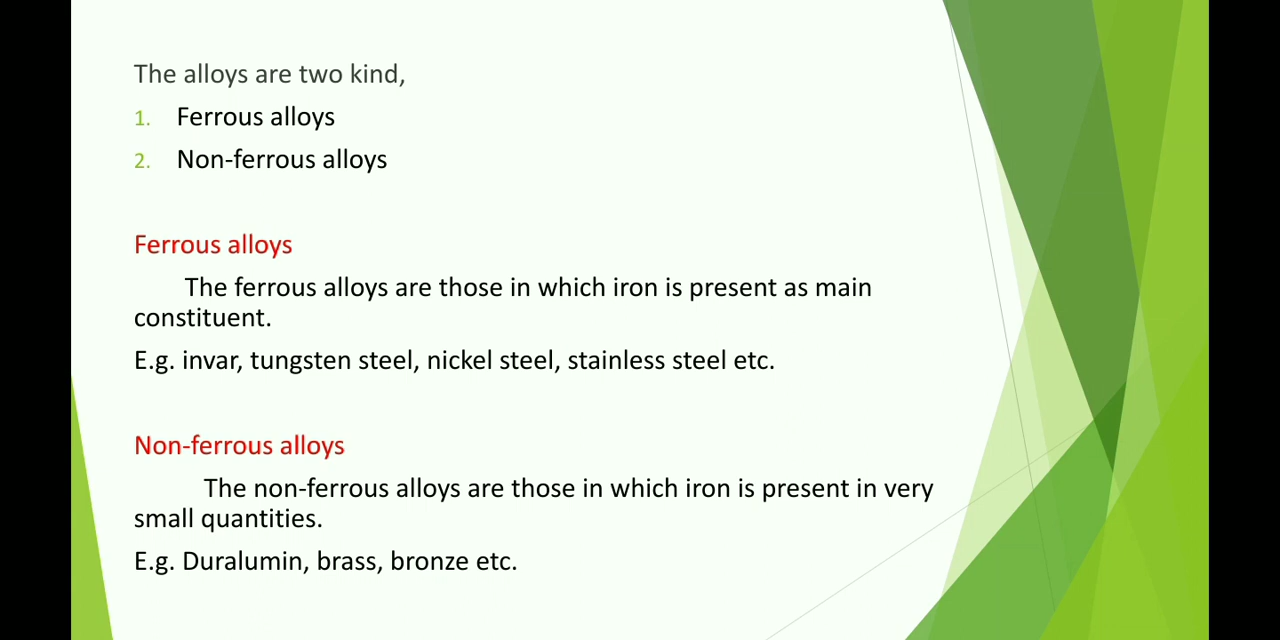 The alloys are two kind,
1. Ferrous alloys
2. Non-ferrous alloys
Ferrous alloys
The ferrous alloys are those in which iron is present as main
constituent.
E.g. invar, tungsten steel, nickel steel, stainless steel etc.
Non-ferrous alloys
The non-ferrous alloys are those in which iron is present in very
small quantities.
E.g. Duralumin, brass, bronze etc.